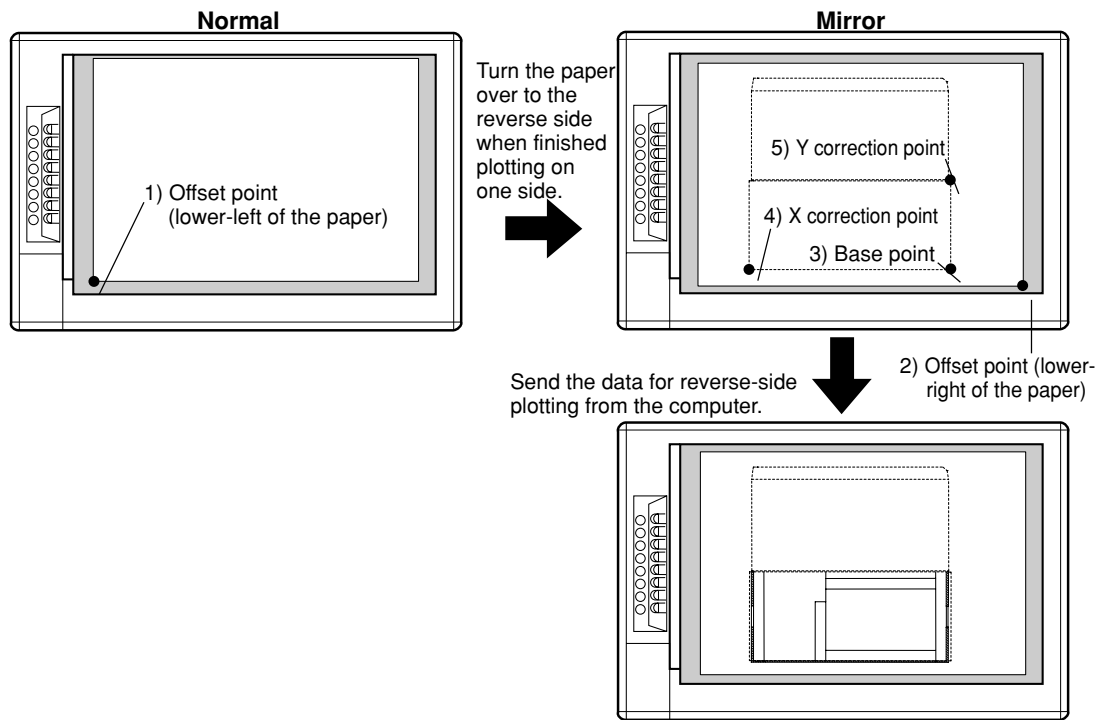 Normal
Mirror
Turn the paper
over to the
reverse side
when finished
plotting on
one side.
1) Offset point
(lower-left of the paper)
5) Y correction point
4) X correction point
3) Base point
2) Offset point (lower-
right of the paper)
Send the data for reverse-side
plotting from the computer.